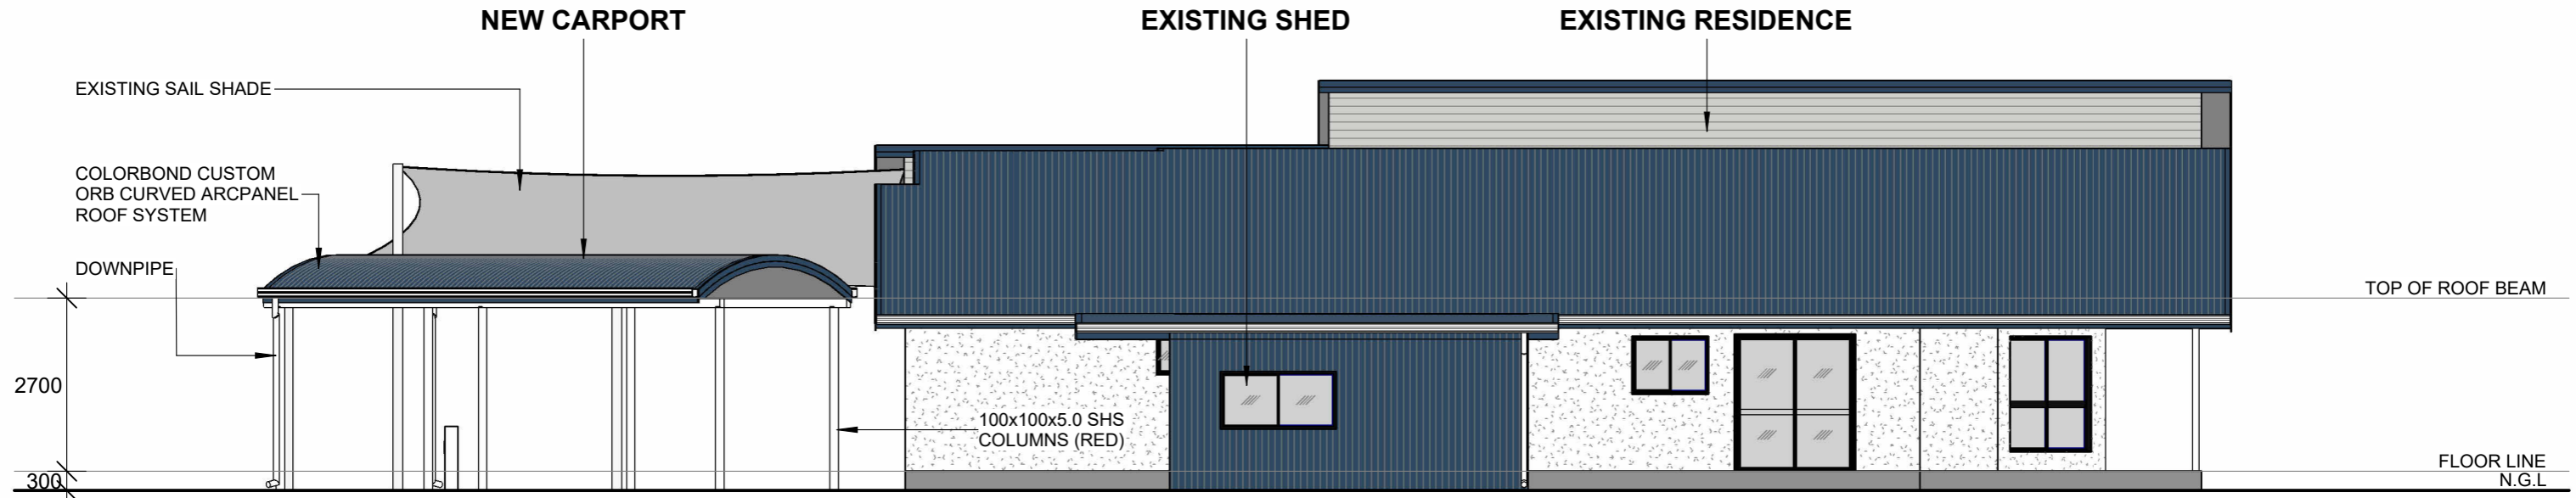 NEW CARPORT
EXISTING SHED
EXISTING RESIDENCE
EXISTING SAIL SHADE
COLORBOND CUSTOM
ORB CURVED ARCPANEL
ROOF SYSTEM
DOWNPIPE
TOP OF ROOF BEAM
2700
100x100x5.0 SHS
COLUMNS (RED)
FLOOR LINE
300
N.G.L